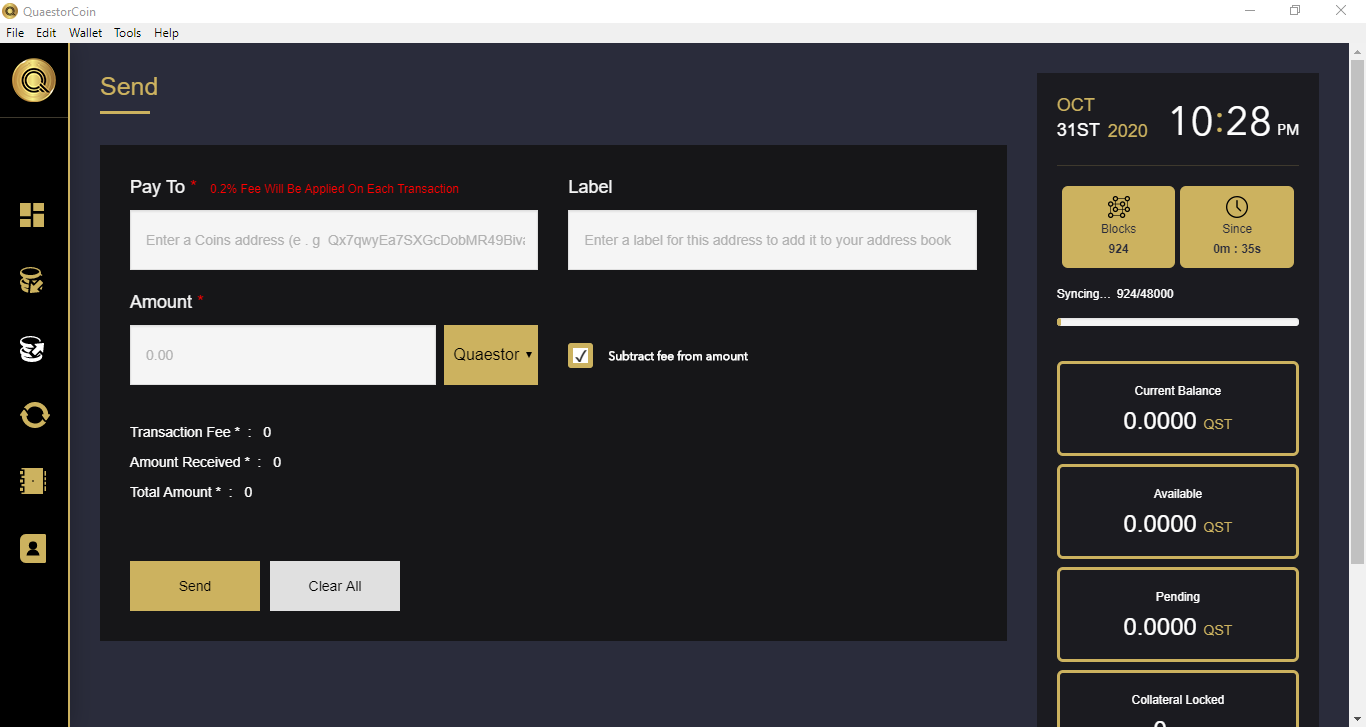 QuaestorCoin
File Edit Wallet Tools Help
Send
Pay To * 0.2% Fee Will Be Applied On Each Transaction
Label
Enter a Coins address (e . g Qx7qwyEa7SXGcDobMR49Biva
Enter a label for this address to add it to your address book
Amount *
0.00
Quaestor
Subtract fee from amount
Transaction Fee * : 0
Amount Received * : 0
Total Amount * : 0
Send
Clear All
OCT
31ST 2020
10:28 PM
Blocks
924
Since
0m : 35s
Syncing... 924/48000
Current Balance
0.0000 QST
Available
0.0000 QST
Pending
0.0000 QST
Collateral Locked